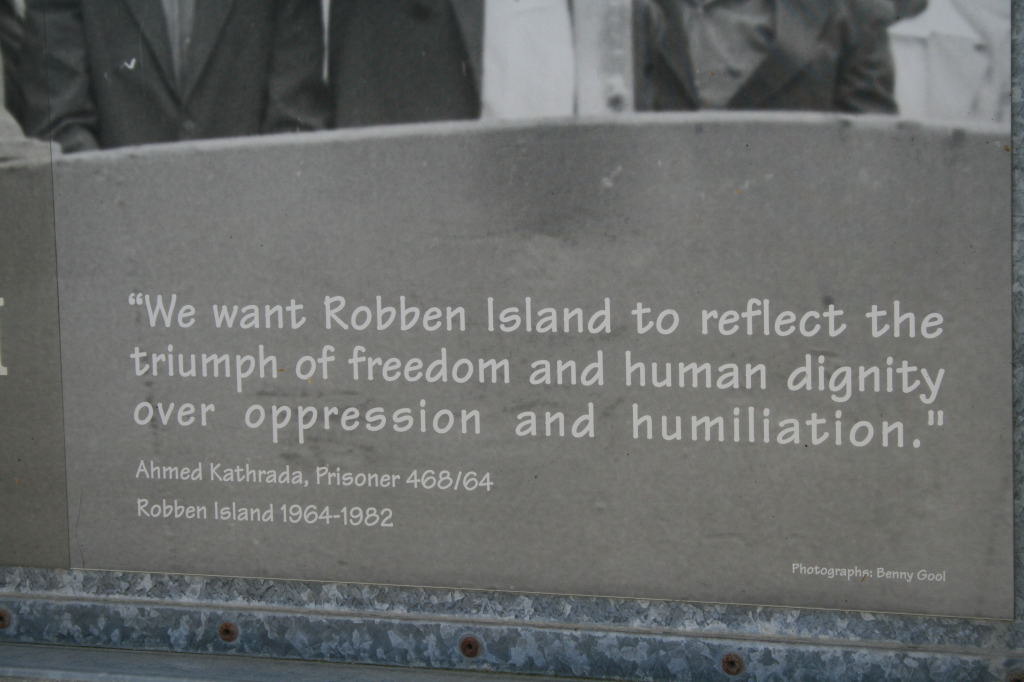 “We want Robben Island to reflect the
triumph of freedom and human dignity
over oppression and humiliation."
Ahmed Kathrada, Prisoner 468/64
Robben Island 1964-1982
Photographs: Benny Gool